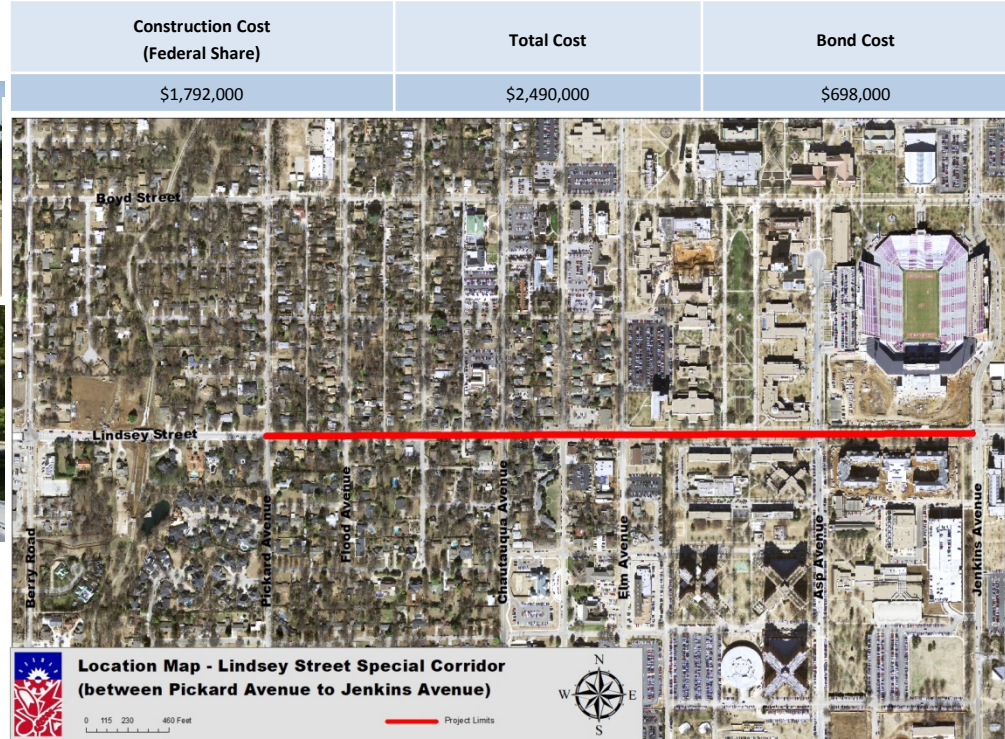 Construction Cost
(Federal Share)
Total Cost
Bond Cost
$1,792,000
$2,490,000
$698,000
Boyd Street
Lindsey Street
Berry Road
Pickard Avenue
Flood Avenue
Chautauqua Avenue
Elm Avenue
Asp Avenue
Jenkins Avenue
Location Map - Lindsey Street Special Corridor
(between Pickard Avenue to Jenkins Avenue)
0 115 230 460 Feet
Project Limits
N
W E
S